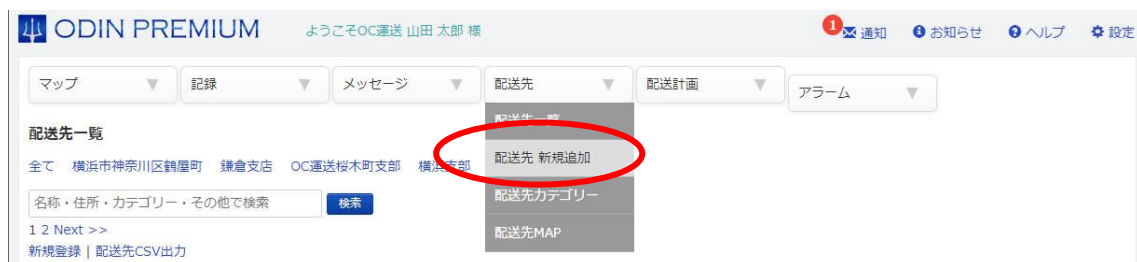 ODIN PREMIUM ようこそOC運送 山田 太郎 様 1 通知 お知らせ ヘルプ 設定
マップ 記録 メッセージ 配送先 配送計画 アラーム
配送先一覧
配送先一覧
全て 横浜市神奈川区鶴屋町 鎌倉支店 OC運送桜木町支部 横浜支部
配送先 新規追加
名称・住所・カテゴリー・その他で検索 検索
配送先カテゴリー
1 2 Next >>
配送先MAP
新規登録 | 配送先CSV出力